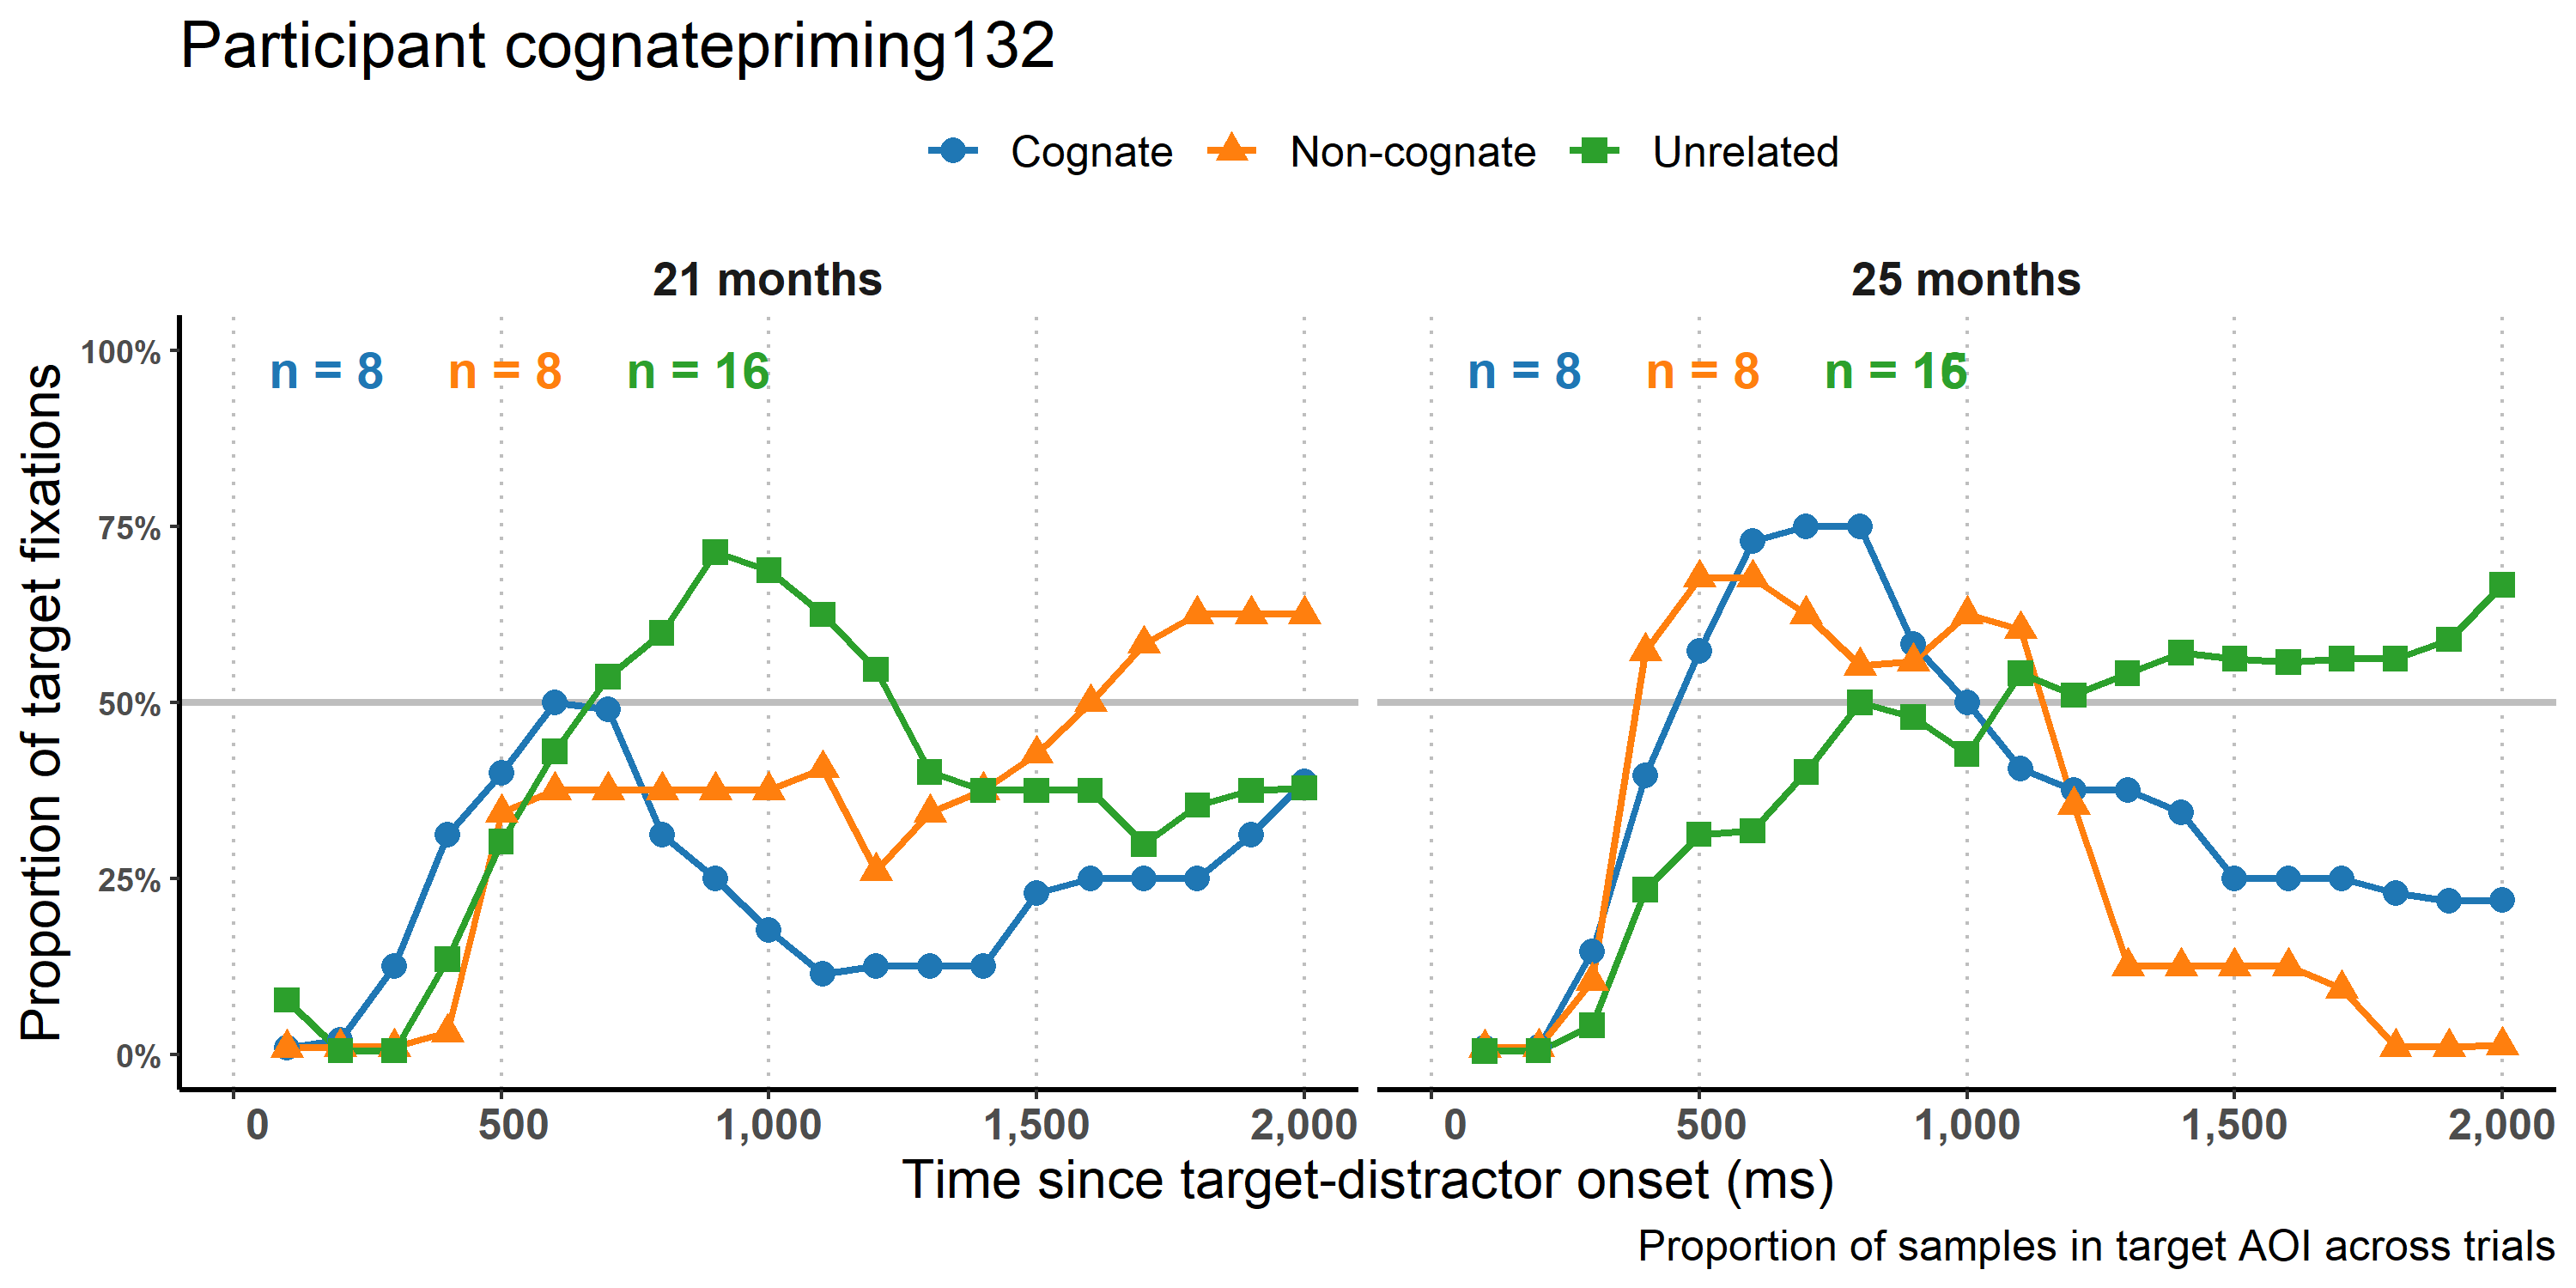 Participant cognatepriming132
Cognate Non-cognate Unrelated
21 months 25 months
n = 8 n = 8 n = 16 n = 8 n = 8
100%
75%
50%
25%
0%
Proportion of target fixations
0 500 1,000 1,500 2,000 0 500 1,000 1,500 2,000
Time since target-distractor onset (ms)
Proportion of samples in target AOI across trials